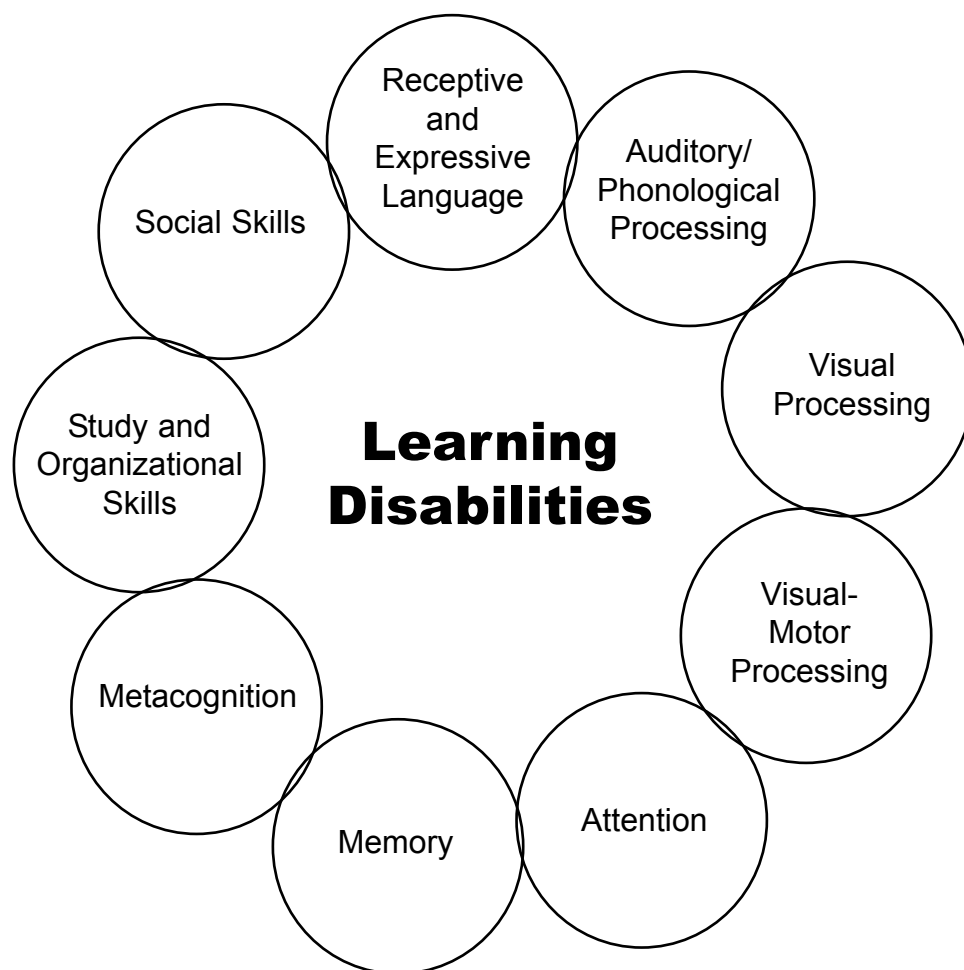 Receptive
and
Expressive
Language
Auditory/
Phonological
Processing
Visual
Processing
Visual-
Motor
Processing
Attention
Memory
Metacognition
Study and
Organizational
Skills
Social Skills
Learning
Disabilities